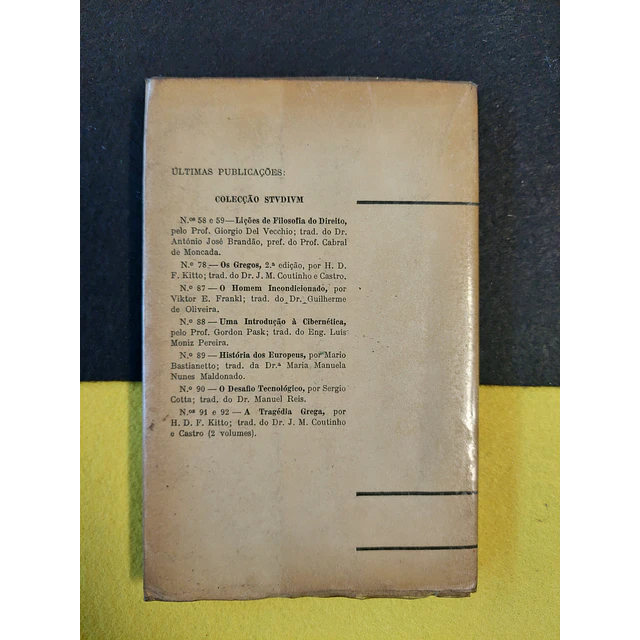 ÚLTIMAS PUBLICAÇÕES:
COLECÇÃO STVDIVM
N.os 58 e 59 — Lições de Filosofia do Direito,
pelo Prof. Giorgio Del Vecchio; trad. do Dr.
António José Brandão, pref. do Prof. Cabral
de Moncada.
N.º 78 — Os Gregos, 2.ª edição, por H. D.
F. Kitto; trad. do Dr. J. M. Coutinho e Castro.
N.º 87 — O Homem Incondicionado, por
Viktor E. Frankl; trad. do Dr. Guilherme
de Oliveira.
N.º 88 — Uma Introdução à Cibernética,
pelo Prof. Gordon Pask; trad. do Eng. Luís
Moniz Pereira.
N.º 89 — História dos Europeus, por Mario
Bastianetto; trad. da Dr.ª Maria Manuela
Nunes Maldonado.
N.º 90 — O Desafio Tecnológico, por Sergio
Cotta; trad. do Dr. Manuel Reis.
N.os 91 e 92 — A Tragédia Grega, por
H. D. F. Kitto; trad. do Dr. J. M. Coutinho
e Castro (2 volumes).